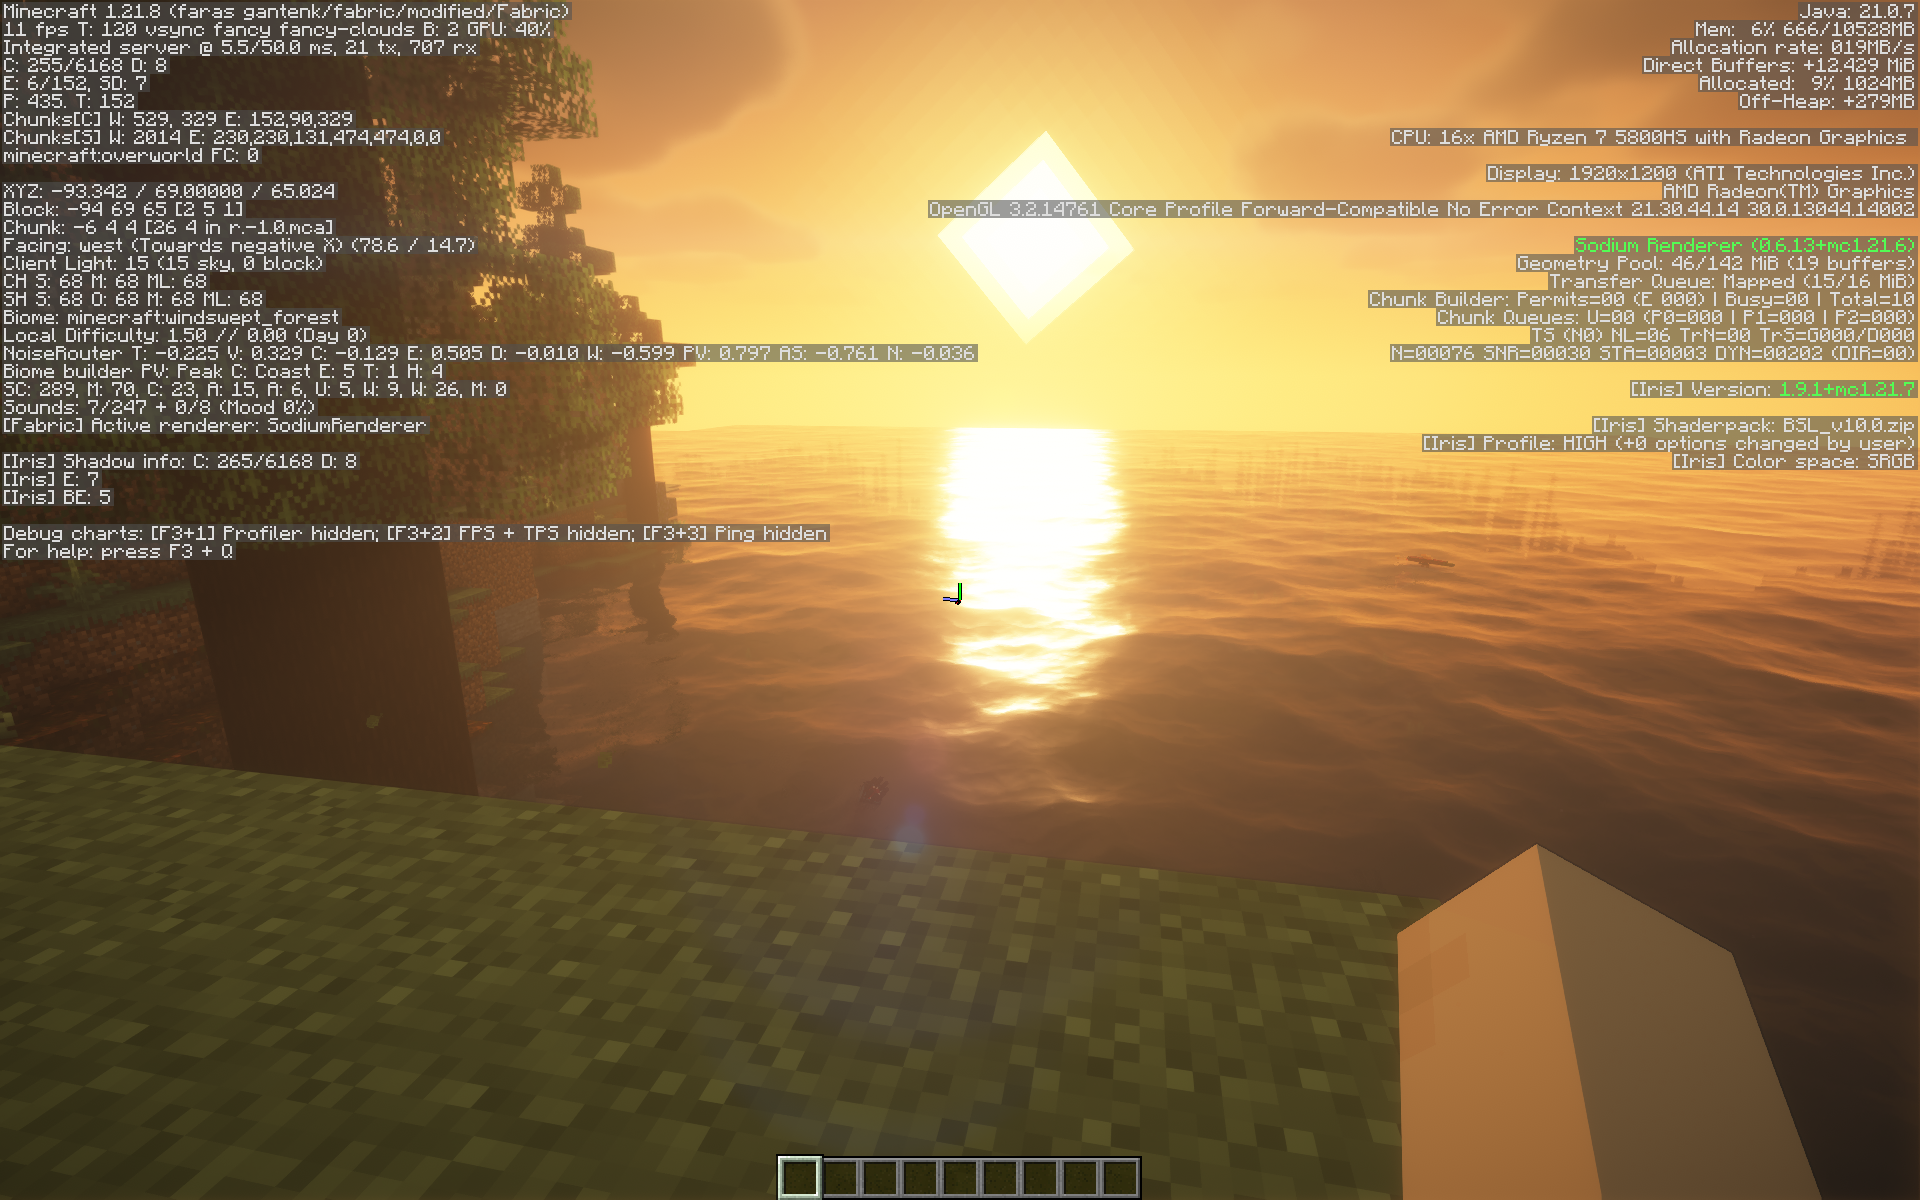 Minecraft 1.21.8 (faras gantenk/fabric/modified/Fabric)
11 fps T: 120 vsync fancy fancy-clouds B: 2 GPU: 40%
Integrated server @ 5.5/50.0 ms, 21 tx, 707 rx
C: 255/6168 D: 8
E: 6/152, SD: 7
P: 435. T: 152
Chunks[C] W: 529, 329 E: 152,90,329
Chunks[S] W: 2014 E: 230,230,131,474,474,0,0
minecraft:overworld FC: 0
XYZ: -93.342 / 69.00000 / 65.024
Block: -94 69 65 [2 5 1]
Chunk: -6 4 4 [26 4 in r.-1.0.mca]
Facing: west (Towards negative X) (78.6 / 14.7)
Client Light: 15 (15 sky, 0 block)
CH S: 68 M: 68 ML: 68
SH S: 68 O: 68 M: 68 ML: 68
Biome: minecraft:windswept_forest
Local Difficulty: 1.50 // 0.00 (Day 0)
NoiseRouter T: -0.225 V: 0.329 C: -0.129 E: 0.505 D: -0.010 W: -0.599 PV: 0.797 AS: -0.761 N: -0.036
Biome builder PV: Peak C: Coast E: 5 T: 1 H: 4
SC: 289, M: 70, C: 23, A: 15, A: 6, U: 5, W: 9, W: 26, M: 0
Sounds: 7/247 + 0/8 (Mood 0%)
[Fabric] Active renderer: SodiumRenderer
[Iris] Shadow info: C: 265/6168 D: 8
[Iris] E: 7
[Iris] BE: 5
Debug charts: [F3+1] Profiler hidden; [F3+2] FPS + TPS hidden; [F3+3] Ping hidden
For help: press F3 + Q
Java: 21.0.7
Mem: 6% 666/10528MB
Allocation rate: 019MB/s
Direct Buffers: +12.429 MiB
Allocated: 9% 1024MB
Off-Heap: +279MB
CPU: 16x AMD Ryzen 7 5800HS with Radeon Graphics
Display: 1920x1200 (ATI Technologies Inc.)
AMD Radeon(TM) Graphics
OpenGL 3.2.14761 Core Profile Forward-Compatible No Error Context 21.30.44.14 30.0.13044.14002
Sodium Renderer (0.6.13+mc1.21.6)
Geometry Pool: 46/142 MiB (19 buffers)
Transfer Queue: Mapped (15/16 MiB)
Chunk Builder: Permits=00 (E 000) | Busy=00 | Total=10
Chunk Queues: U=00 (P0=000 | P1=000 | P2=000)
TS (N0) NL=06 TrN=00 TrS=G000/D000
N=00076 SNR=00030 STA=00003 DYN=00202 (DIR=00)
[Iris] Version: 1.9.1+mc1.21.7
[Iris] Shaderpack: BSL_v10.0.zip
[Iris] Profile: HIGH (+0 options changed by user)
[Iris] Color space: SRGB